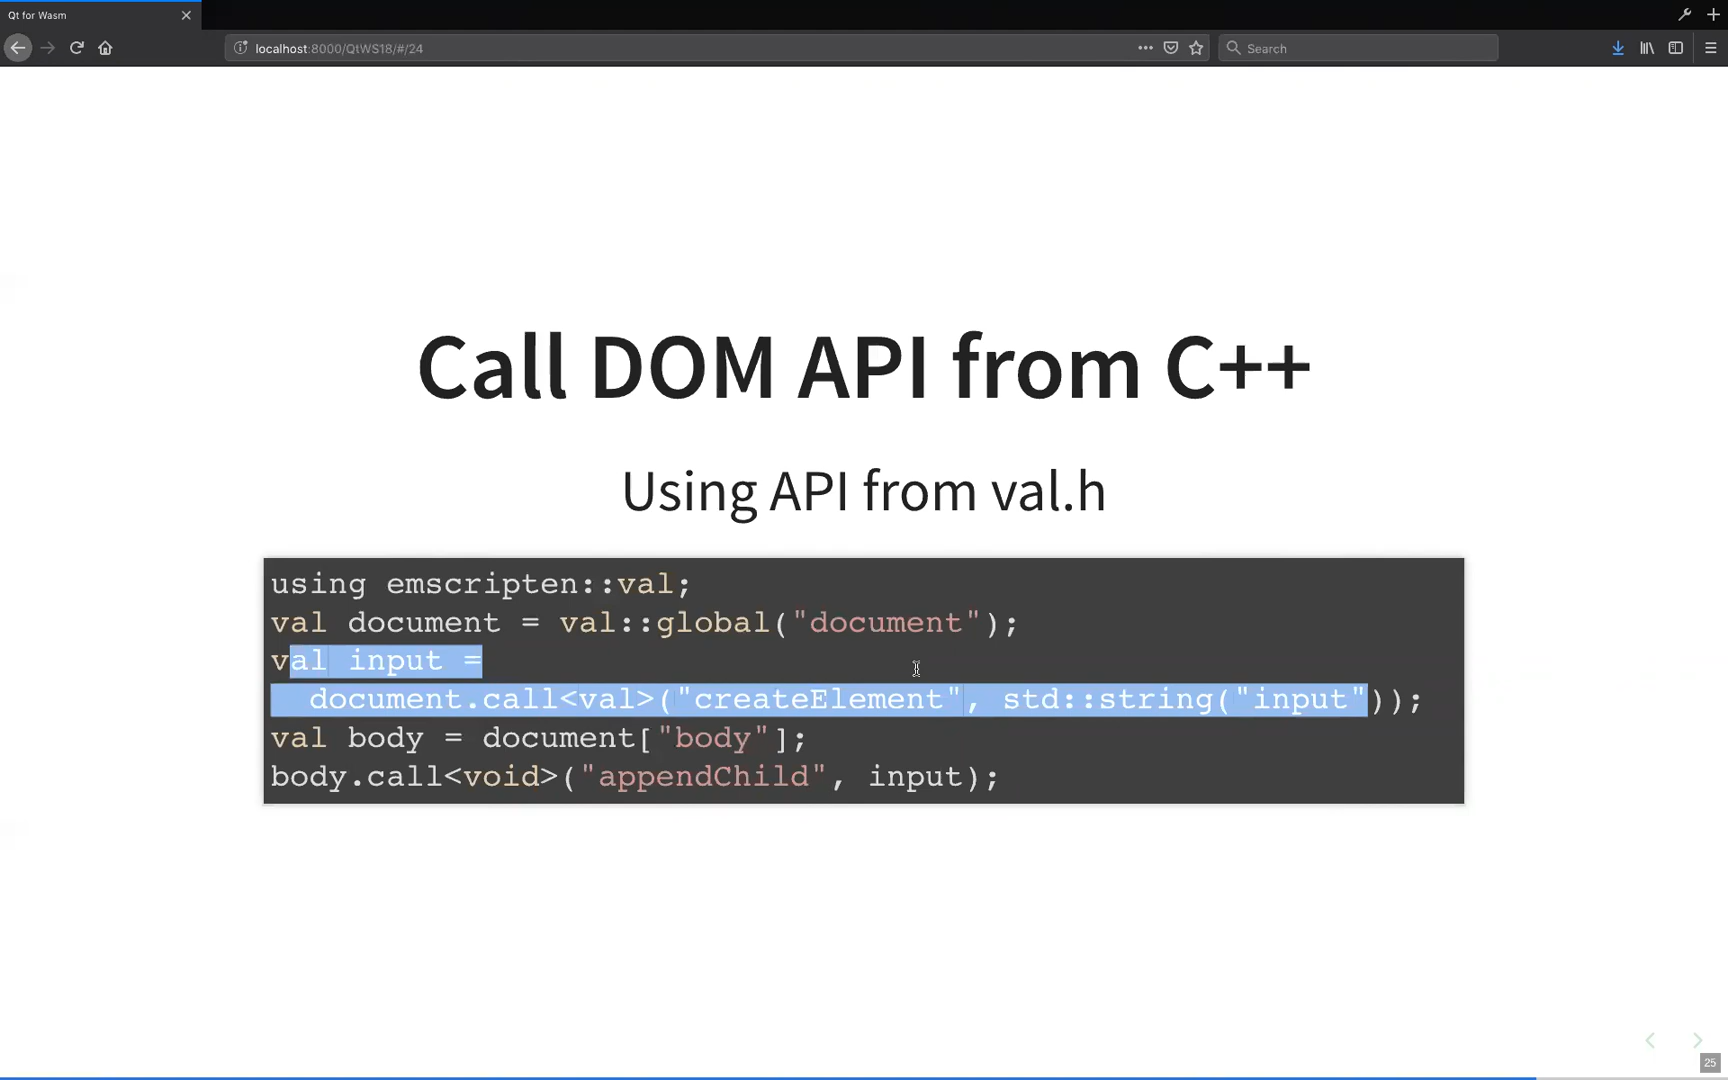 Qt for Wasm
localhost:8000/QtWS18/#/24
Search
Call DOM API from C++
Using API from val.h
using emscripten::val;
val document = val::global("document");
val input =
  document.call<val>("createElement", std::string("input"));
val body = document["body"];
body.call<void>("appendChild", input);
25